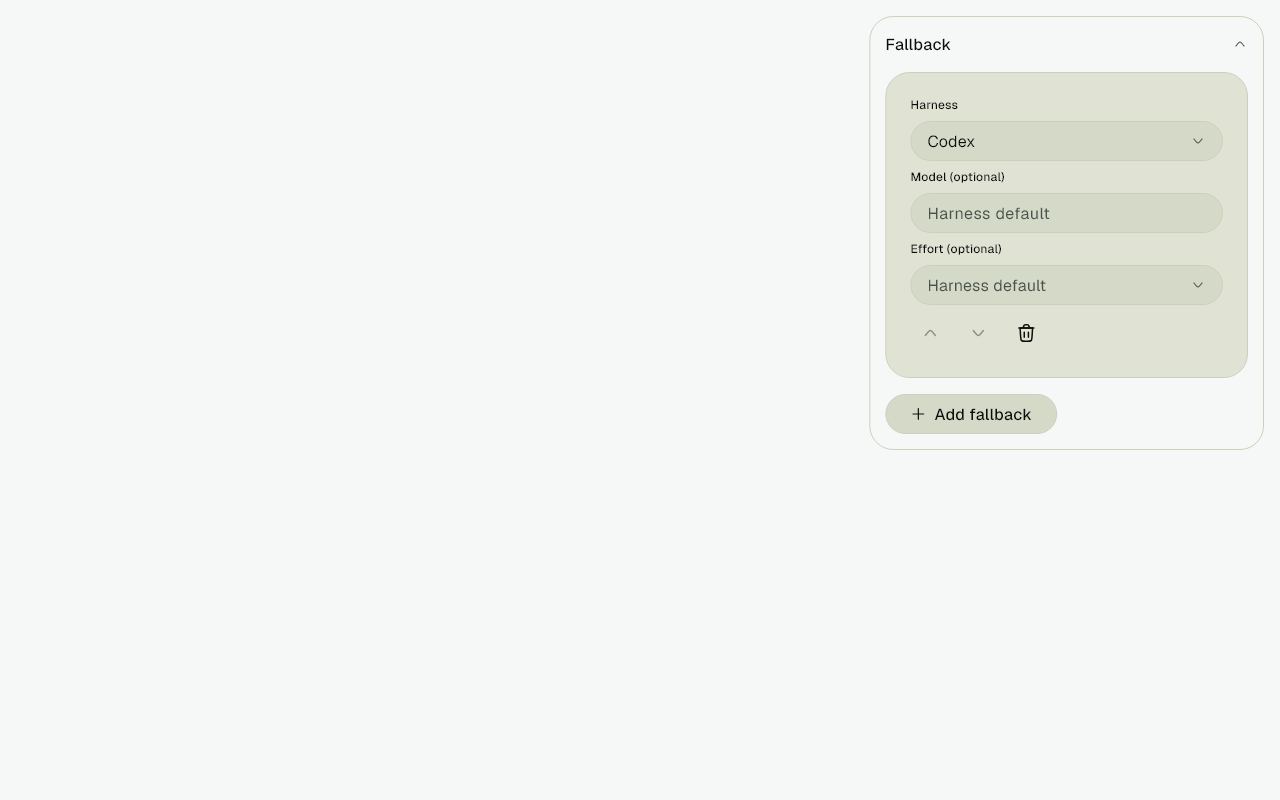 Fallback
Harness
Codex
Model (optional)
Harness default
Effort (optional)
Harness default
Add fallback